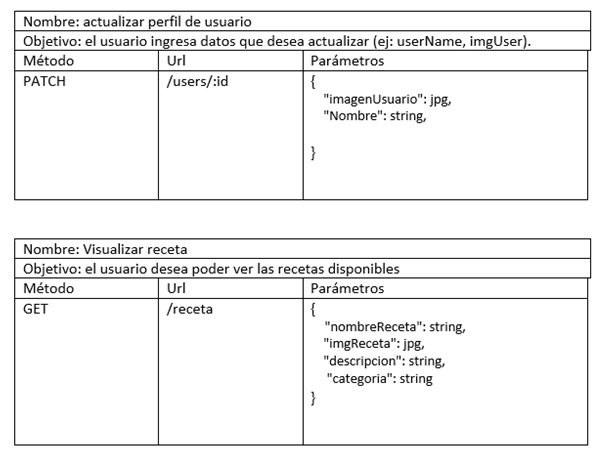 Nombre: actualizar perfil de usuario
Objetivo: el usuario ingresa datos que desea actualizar (ej: userName, imgUser).
Método Url Parámetros
PATCH /users/:id {
"imagenUsuario": jpg,
"Nombre": string,
}
Nombre: Visualizar receta
Objetivo: el usuario desea poder ver las recetas disponibles
Método Url Parámetros
GET /receta {
"nombreReceta": string,
"imgReceta": jpg,
"descripcion": string,
"categoria": string
}